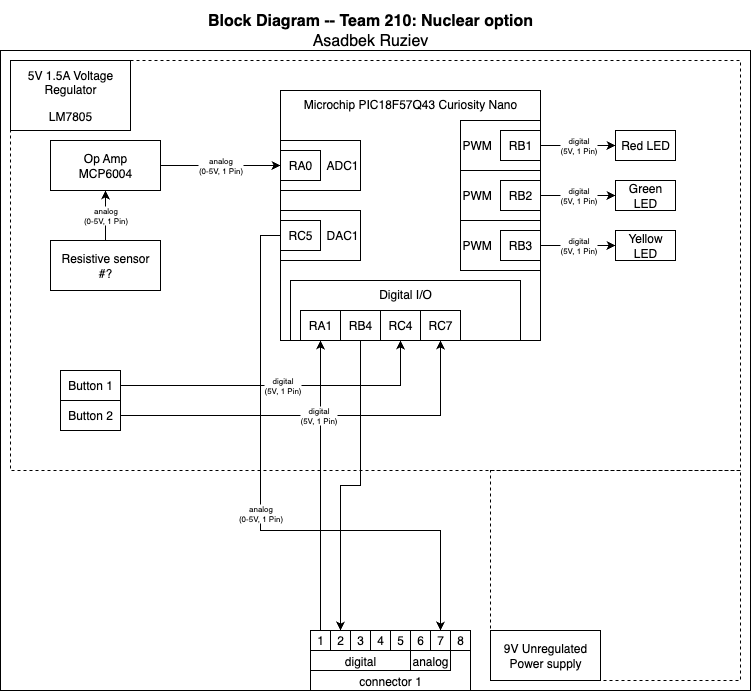 Block Diagram -- Team 210: Nuclear option
Asadbek Ruziev
5V 1.5A Voltage
Regulator
LM7805
Microchip PIC18F57Q43 Curiosity Nano
Op Amp
MCP6004
analog
(0-5V, 1 Pin)
RA0
ADC1
PWM
RB1
digital
(5V, 1 Pin)
Red LED
PWM
RB2
digital
(5V, 1 Pin)
Green
LED
analog
(0-5V, 1 Pin)
RC5
DAC1
PWM
RB3
digital
(5V, 1 Pin)
Yellow
LED
Resistive sensor
#?
Digital I/O
RA1
RB4
RC4
RC7
Button 1
digital
(5V, 1 Pin)
Button 2
digital
(5V, 1 Pin)
analog
(0-5V, 1 Pin)
1 2 3 4 5 6 7 8
digital
analog
connector 1
9V Unregulated
Power supply